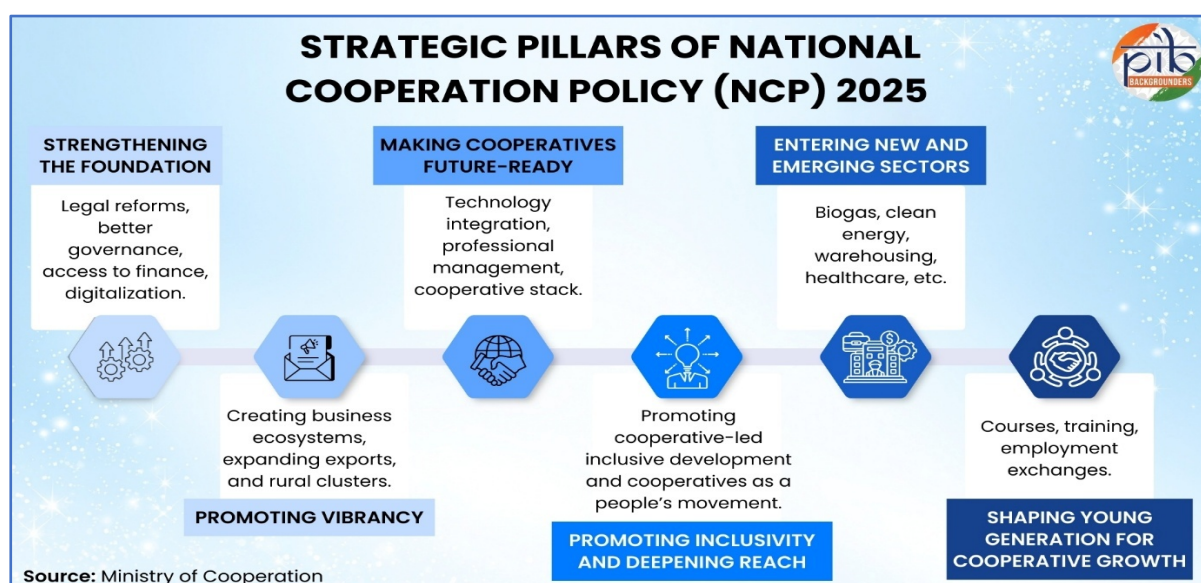 STRATEGIC PILLARS OF NATIONAL
COOPERATION POLICY (NCP) 2025
pib
BACKGROUNDERS
STRENGTHENING
THE FOUNDATION
Legal reforms,
better
governance,
access to finance,
digitalization.
Creating business
ecosystems,
expanding exports,
and rural clusters.
PROMOTING VIBRANCY
MAKING COOPERATIVES
FUTURE-READY
Technology
integration,
professional
management,
cooperative stack.
Promoting
cooperative-led
inclusive development
and cooperatives as a
people's movement.
PROMOTING INCLUSIVITY
AND DEEPENING REACH
ENTERING NEW AND
EMERGING SECTORS
Biogas, clean
energy,
warehousing,
healthcare, etc.
Courses, training,
employment
exchanges.
SHAPING YOUNG
GENERATION FOR
COOPERATIVE GROWTH
Source: Ministry of Cooperation